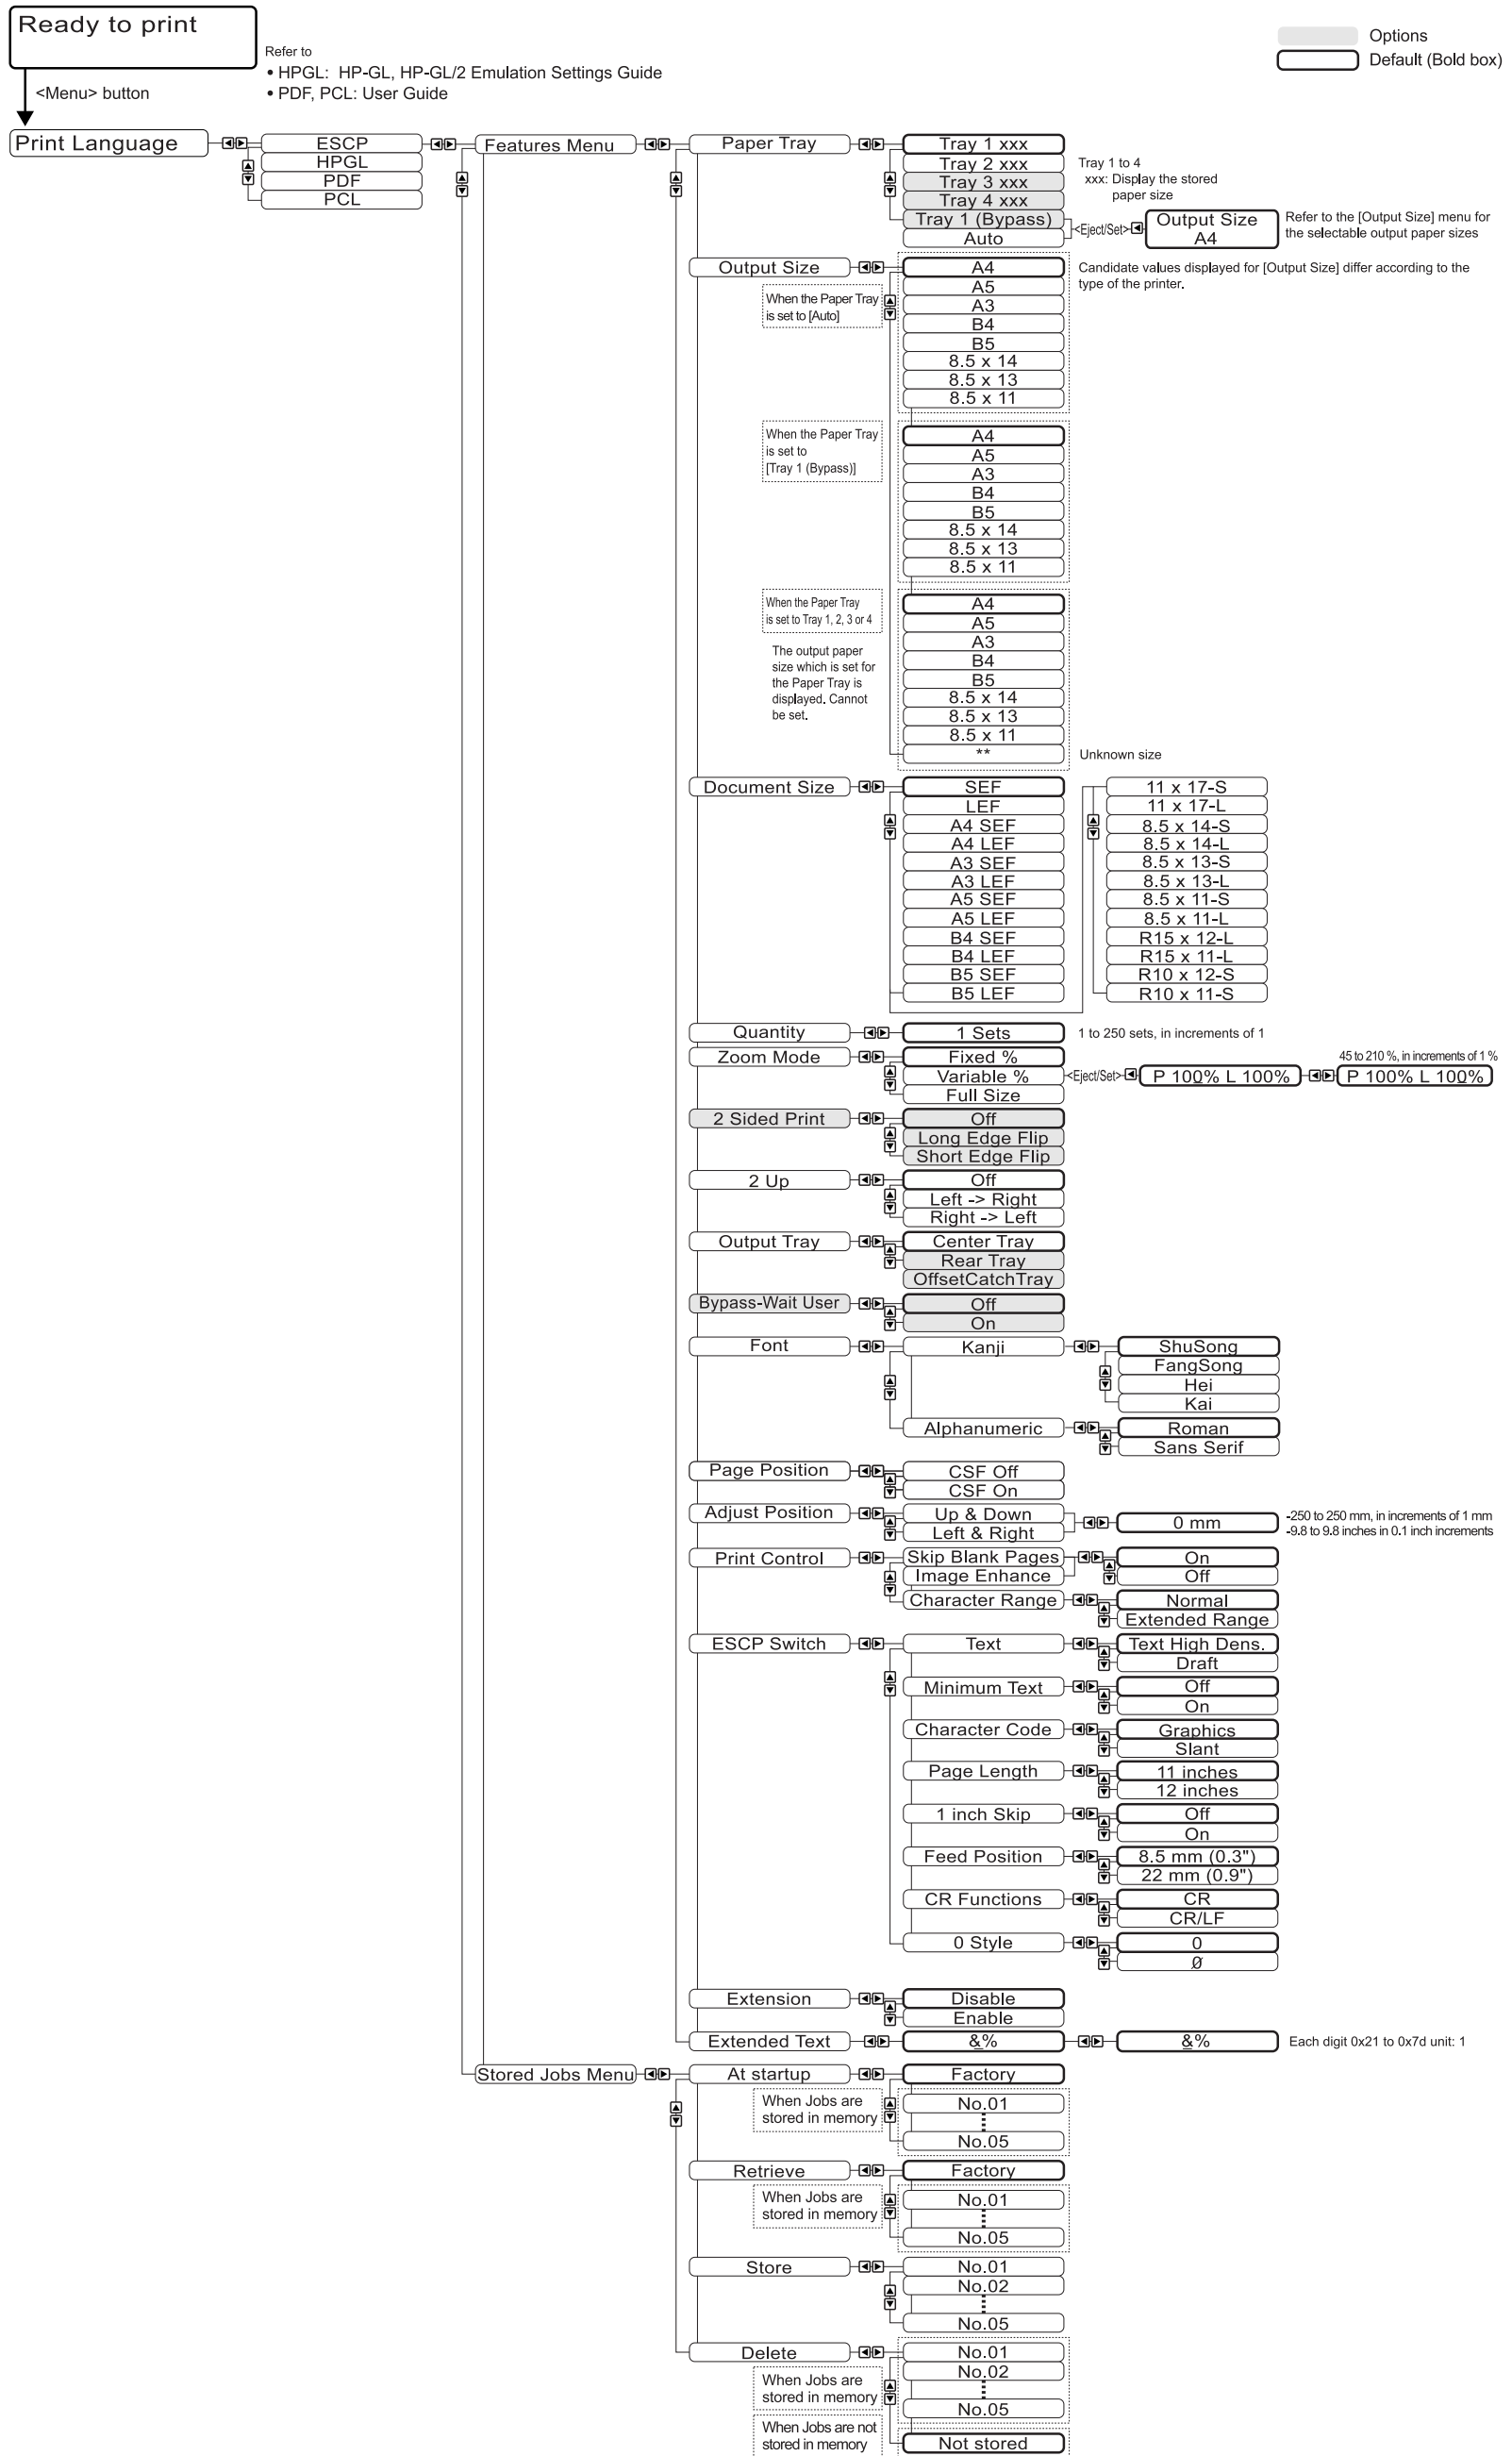 Ready to print
Options
Default (Bold box)
Refer to
• HPGL: HP-GL, HP-GL/2 Emulation Settings Guide
• PDF, PCL: User Guide
<Menu> button
Print Language
ESCP
HPGL
PDF
PCL
Features Menu
Paper Tray
Tray 1 xxx
Tray 2 xxx
Tray 3 xxx
Tray 4 xxx
Tray 1 (Bypass)
Auto
Tray 1 to 4
xxx: Display the stored
paper size
<Eject/Set>
Output Size
A4
Refer to the [Output Size] menu for
the selectable output paper sizes
Output Size
When the Paper Tray
is set to [Auto]
A4
A5
A3
B4
B5
8.5 x 14
8.5 x 13
8.5 x 11
Candidate values displayed for [Output Size] differ according to the
type of the printer.
When the Paper Tray
is set to
[Tray 1 (Bypass)]
A4
A5
A3
B4
B5
8.5 x 14
8.5 x 13
8.5 x 11
When the Paper Tray
is set to Tray 1, 2, 3 or 4
The output paper
size which is set for
the Paper Tray is
displayed. Cannot
be set.
A4
A5
A3
B4
B5
8.5 x 14
8.5 x 13
8.5 x 11
**
Unknown size
Document Size
SEF
LEF
A4 SEF
A4 LEF
A3 SEF
A3 LEF
A5 SEF
A5 LEF
B4 SEF
B4 LEF
B5 SEF
B5 LEF
11 x 17-S
11 x 17-L
8.5 x 14-S
8.5 x 14-L
8.5 x 13-S
8.5 x 13-L
8.5 x 11-S
8.5 x 11-L
R15 x 12-L
R15 x 11-L
R10 x 12-S
R10 x 11-S
Quantity
1 Sets
1 to 250 sets, in increments of 1
Zoom Mode
Fixed %
Variable %
Full Size
<Eject/Set>
P 100% L 100%
45 to 210 %, in increments of 1 %
P 100% L 100%
2 Sided Print
Off
Long Edge Flip
Short Edge Flip
2 Up
Off
Left -> Right
Right -> Left
Output Tray
Center Tray
Rear Tray
OffsetCatchTray
Bypass-Wait User
Off
On
Font
Kanji
ShuSong
FangSong
Hei
Kai
Alphanumeric
Roman
Sans Serif
Page Position
CSF Off
CSF On
Adjust Position
Up & Down
Left & Right
0 mm
-250 to 250 mm, in increments of 1 mm
-9.8 to 9.8 inches in 0.1 inch increments
Print Control
Skip Blank Pages
Image Enhance
On
Off
Character Range
Normal
Extended Range
ESCP Switch
Text
Text High Dens.
Draft
Minimum Text
Off
On
Character Code
Graphics
Slant
Page Length
11 inches
12 inches
1 inch Skip
Off
On
Feed Position
8.5 mm (0.3")
22 mm (0.9")
CR Functions
CR
CR/LF
0 Style
0
Ø
Extension
Disable
Enable
Extended Text
&%
&%
Each digit 0x21 to 0x7d unit: 1
Stored Jobs Menu
At startup
When Jobs are
stored in memory
Factory
No.01
No.05
Retrieve
When Jobs are
stored in memory
Factory
No.01
No.05
Store
No.01
No.02
No.05
Delete
When Jobs are
stored in memory
No.01
No.02
No.05
When Jobs are not
stored in memory
Not stored